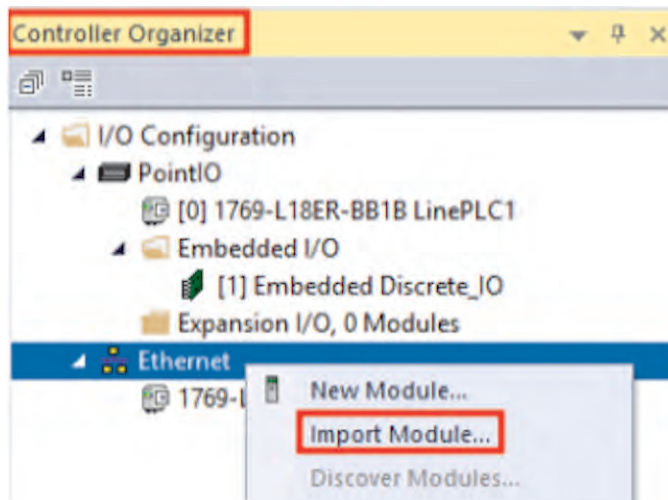 Controller Organizer
I/O Configuration
PointIO
[0] 1769-L18ER-BB1B LinePLC1
Embedded I/O
[1] Embedded Discrete_IO
Expansion I/O, 0 Modules
Ethernet
1769-L
New Module...
Import Module...
Discover Modules...